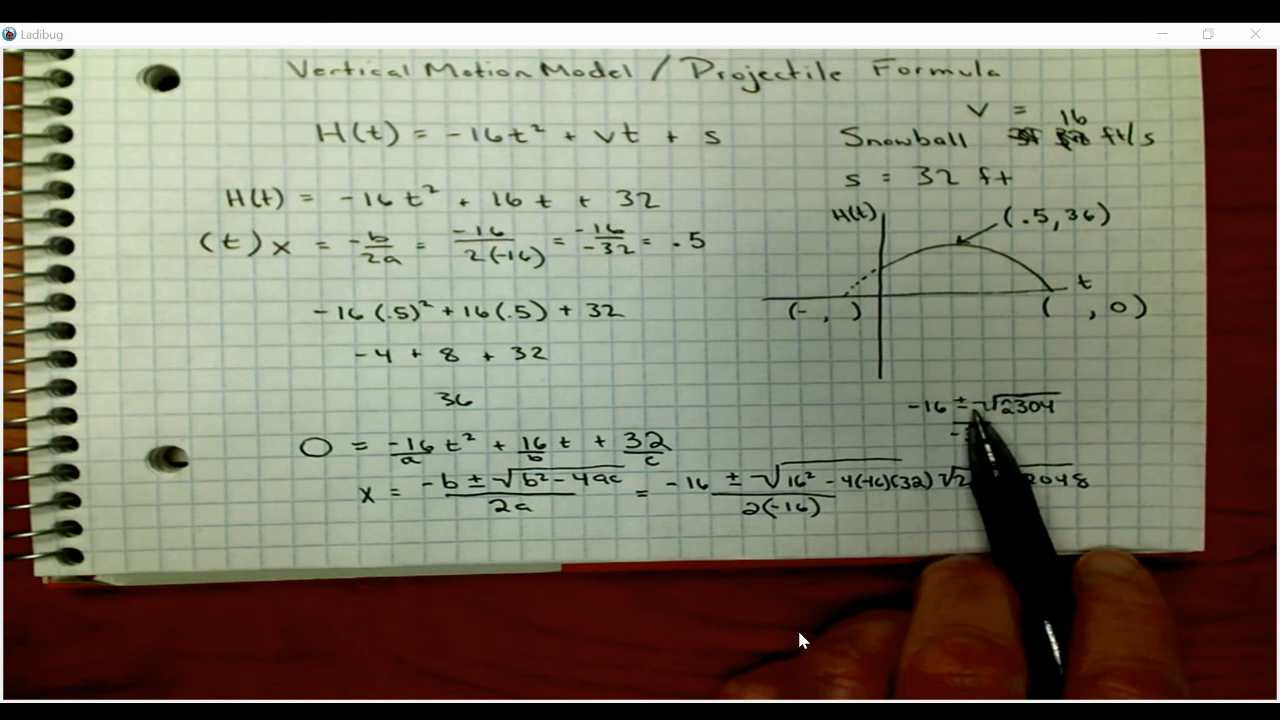 Ladibug
Vertical Motion Model / Projectile Formula
H(t) = -16t² + vt + s
v = 16
Snowball ft/s
s = 32 ft
H(t) = -16t² + 16t + 32
(t) x = -b/2a = -16/2(-16) = -16/-32 = .5
H(t)
(.5, 36)
t
(- , ) ( , 0)
-16(.5)² + 16(.5) + 32
-4 + 8 + 32
36
-16 ± √2304
0 = -16t² + 16t + 32
a b c
x = -b ± √b² - 4ac / 2a = -16 ± √16² - 4(-16)(32) / 2(-16)
2048